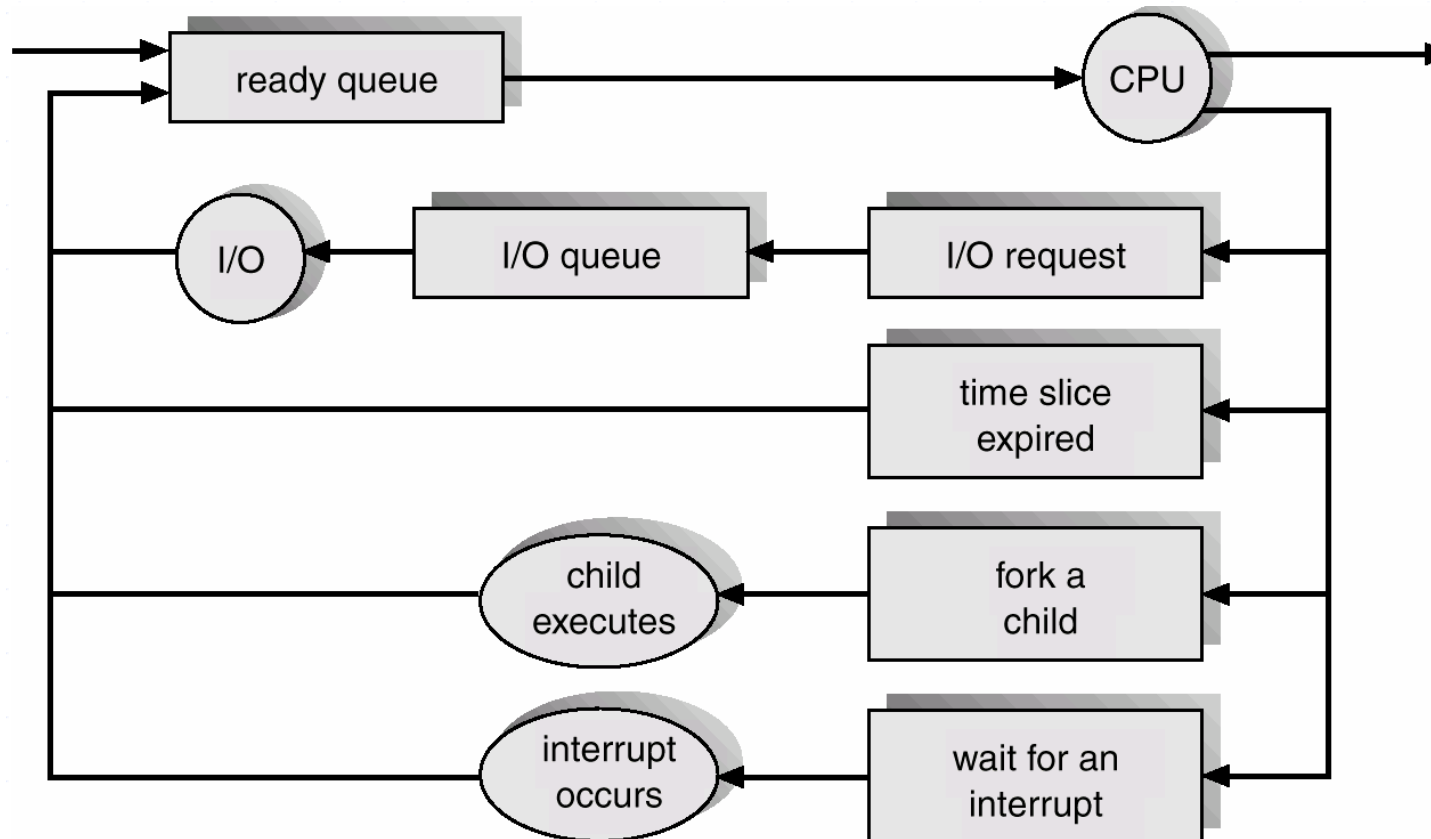 ready queue
CPU
I/O
I/O queue
I/O request
time slice
expired
child
executes
fork a
child
interrupt
occurs
wait for an
interrupt